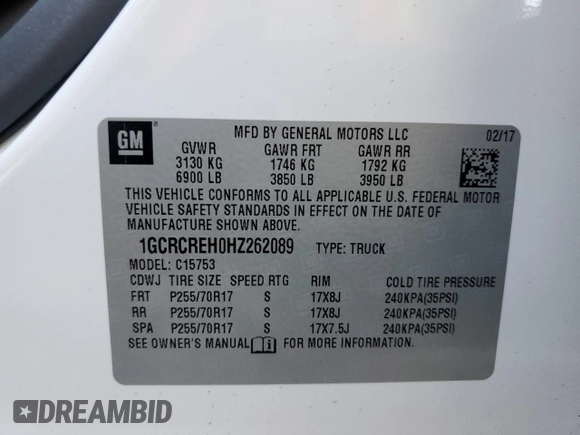 GM
MFD BY GENERAL MOTORS LLC 02/17
GVWR GAWR FRT GAWR RR
3130 KG 1746 KG 1792 KG
6900 LB 3850 LB 3950 LB
THIS VEHICLE CONFORMS TO ALL APPLICABLE U.S. FEDERAL MOTOR
VEHICLE SAFETY STANDARDS IN EFFECT ON THE DATE OF
MANUFACTURE SHOWN ABOVE.
1GCRCREH0HZ262089 TYPE: TRUCK
MODEL: C15753
CDWJ TIRE SIZE SPEED RTG RIM COLD TIRE PRESSURE
FRT P255/70R17 S 17X8J 240KPA(35PSI)
RR P255/70R17 S 17X8J 240KPA(35PSI)
SPA P255/70R17 S 17X7.5J 240KPA(35PSI)
SEE OWNER'S MANUAL i FOR MORE INFORMATION.
DREAMBID